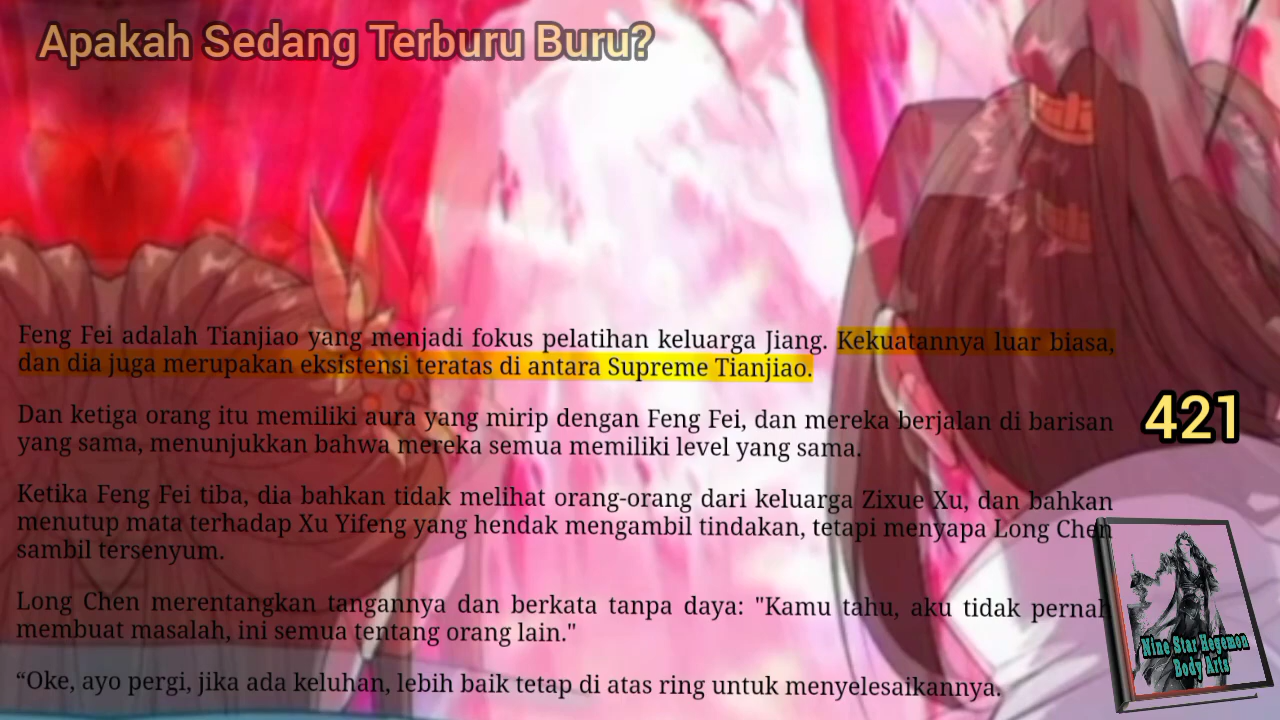 Apakah Sedang Terburu Buru?
Feng Fei adalah Tianjiao yang menjadi fokus pelatihan keluarga Jiang. Kekuatannya luar biasa,
dan dia juga merupakan eksistensi teratas di antara Supreme Tianjiao.
Dan ketiga orang itu memiliki aura yang mirip dengan Feng Fei, dan mereka berjalan di barisan
yang sama, menunjukkan bahwa mereka semua memiliki level yang sama.
421
Ketika Feng Fei tiba, dia bahkan tidak melihat orang-orang dari keluarga Zixue Xu, dan bahkan
menutup mata terhadap Xu Yifeng yang hendak mengambil tindakan, tetapi menyapa Long Chen
sambil tersenyum.
Long Chen merentangkan tangannya dan berkata tanpa daya: "Kamu tahu, aku tidak pernah
membuat masalah, ini semua tentang orang lain."
“Oke, ayo pergi, jika ada keluhan, lebih baik tetap di atas ring untuk menyelesaikannya.
Nine Star Hegemon
Body Arts